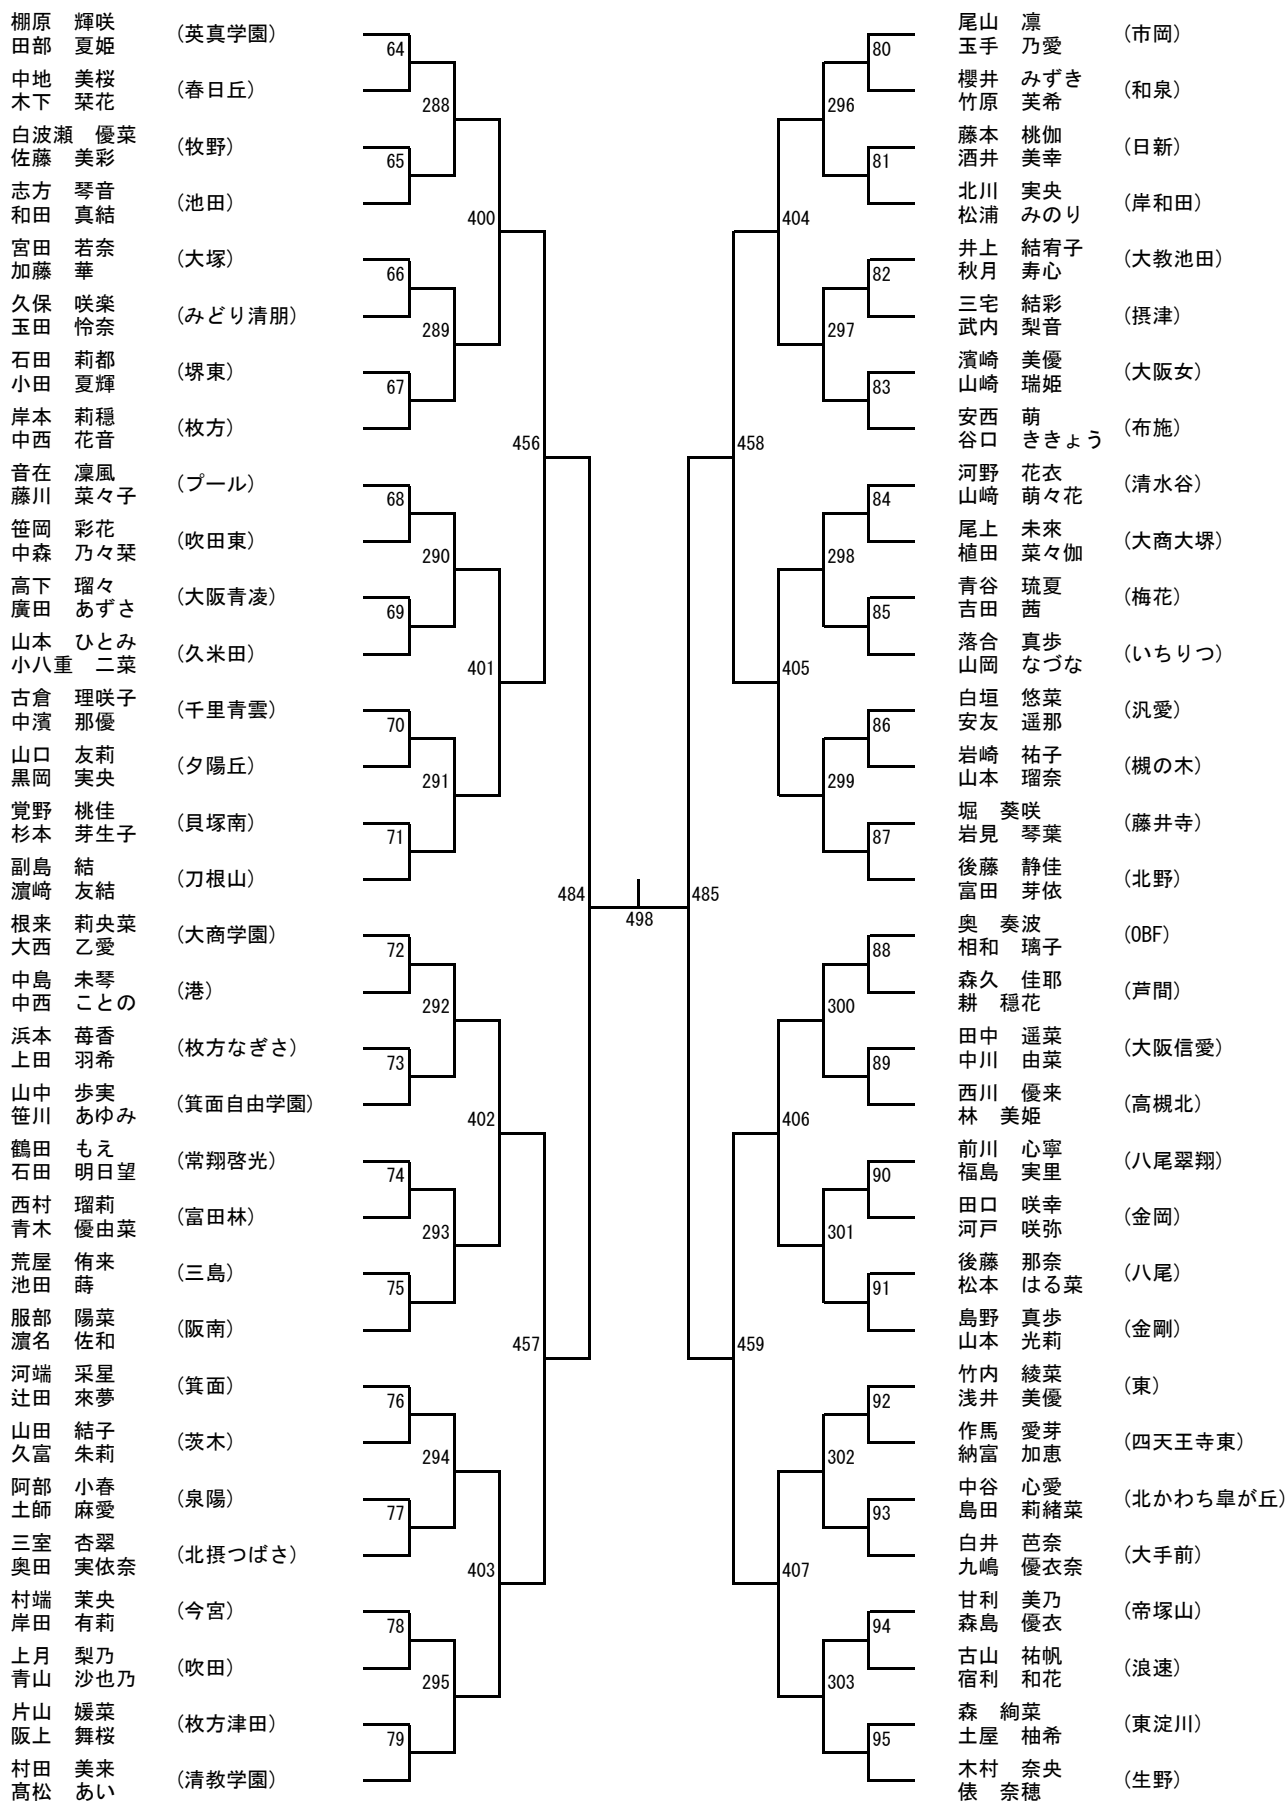 棚原　輝咲
田部　夏姫
(英真学園)
64
中地　美桜
木下　栞花
(春日丘)
288
白波瀬　優菜
佐藤　美彩
(牧野)
65
志方　琴音
和田　真結
(池田)
400
宮田　若奈
加藤　華
(大塚)
66
久保　咲楽
玉田　怜奈
(みどり清朋)
289
石田　莉都
小田　夏輝
(堺東)
67
岸本　莉穏
中西　花音
(枚方)
456
音在　凜風
藤川　菜々子
(プール)
68
笹岡　彩花
中森　乃々栞
(吹田東)
290
高下　瑠々
廣田　あずさ
(大阪青凌)
69
山本　ひとみ
小八重　二菜
(久米田)
401
古倉　理咲子
中濱　那優
(千里青雲)
70
山口　友莉
黒岡　実央
(夕陽丘)
291
覚野　桃佳
杉本　芽生子
(貝塚南)
71
副島　結
濵﨑　友結
(刀根山)
484
根来　莉央菜
大西　乙愛
(大商学園)
72
中島　未琴
中西　ことの
(港)
292
浜本　苺香
上田　羽希
(枚方なぎさ)
73
山中　歩実
笹川　あゆみ
(箕面自由学園)
402
鶴田　もえ
石田　明日望
(常翔啓光)
74
西村　瑠莉
青木　優由菜
(富田林)
293
荒屋　侑来
池田　蒔
(三島)
75
服部　陽菜
濵名　佐和
(阪南)
457
河端　采星
辻田　來夢
(箕面)
76
山田　結子
久富　朱莉
(茨木)
294
阿部　小春
土師　麻愛
(泉陽)
77
三室　杏翠
奥田　実依奈
(北摂つばさ)
403
村端　茉央
岸田　有莉
(今宮)
78
上月　梨乃
青山　沙也乃
(吹田)
295
片山　媛菜
阪上　舞桜
(枚方津田)
79
村田　美来
髙松　あい
(清教学園)
498
尾山　凛
玉手　乃愛
(市岡)
80
櫻井　みずき
竹原　芙希
(和泉)
296
藤本　桃伽
酒井　美幸
(日新)
81
北川　実央
松浦　みのり
(岸和田)
404
井上　結宥子
秋月　寿心
(大教池田)
82
三宅　結彩
武内　梨音
(摂津)
297
濱崎　美優
山崎　瑞姫
(大阪女)
83
安西　萌
谷口　ききょう
(布施)
458
河野　花衣
山﨑　萌々花
(清水谷)
84
尾上　未來
植田　菜々伽
(大商大堺)
298
青谷　琉夏
吉田　茜
(梅花)
85
落合　真歩
山岡　なづな
(いちりつ)
405
白垣　悠菜
安友　遥那
(汎愛)
86
岩崎　祐子
山本　瑠奈
(槻の木)
299
堀　葵咲
岩見　琴葉
(藤井寺)
87
後藤　静佳
富田　芽依
(北野)
485
奥　奏波
相和　璃子
(OBF)
88
森久　佳耶
耕　穏花
(芦間)
300
田中　遥菜
中川　由菜
(大阪信愛)
89
西川　優来
林　美姫
(高槻北)
406
前川　心寧
福島　実里
(八尾翠翔)
90
田口　咲幸
河戸　咲弥
(金岡)
301
後藤　那奈
松本　はる菜
(八尾)
91
島野　真歩
山本　光莉
(金剛)
459
竹内　綾菜
浅井　美優
(東)
92
作馬　愛芽
納富　加恵
(四天王寺東)
302
中谷　心愛
島田　莉緒菜
(北かわち皐が丘)
93
白井　芭奈
九嶋　優衣奈
(大手前)
407
甘利　美乃
森島　優衣
(帝塚山)
94
古山　祐帆
宿利　和花
(浪速)
303
森　絢菜
土屋　柚希
(東淀川)
95
木村　奈央
俵　奈穂
(生野)